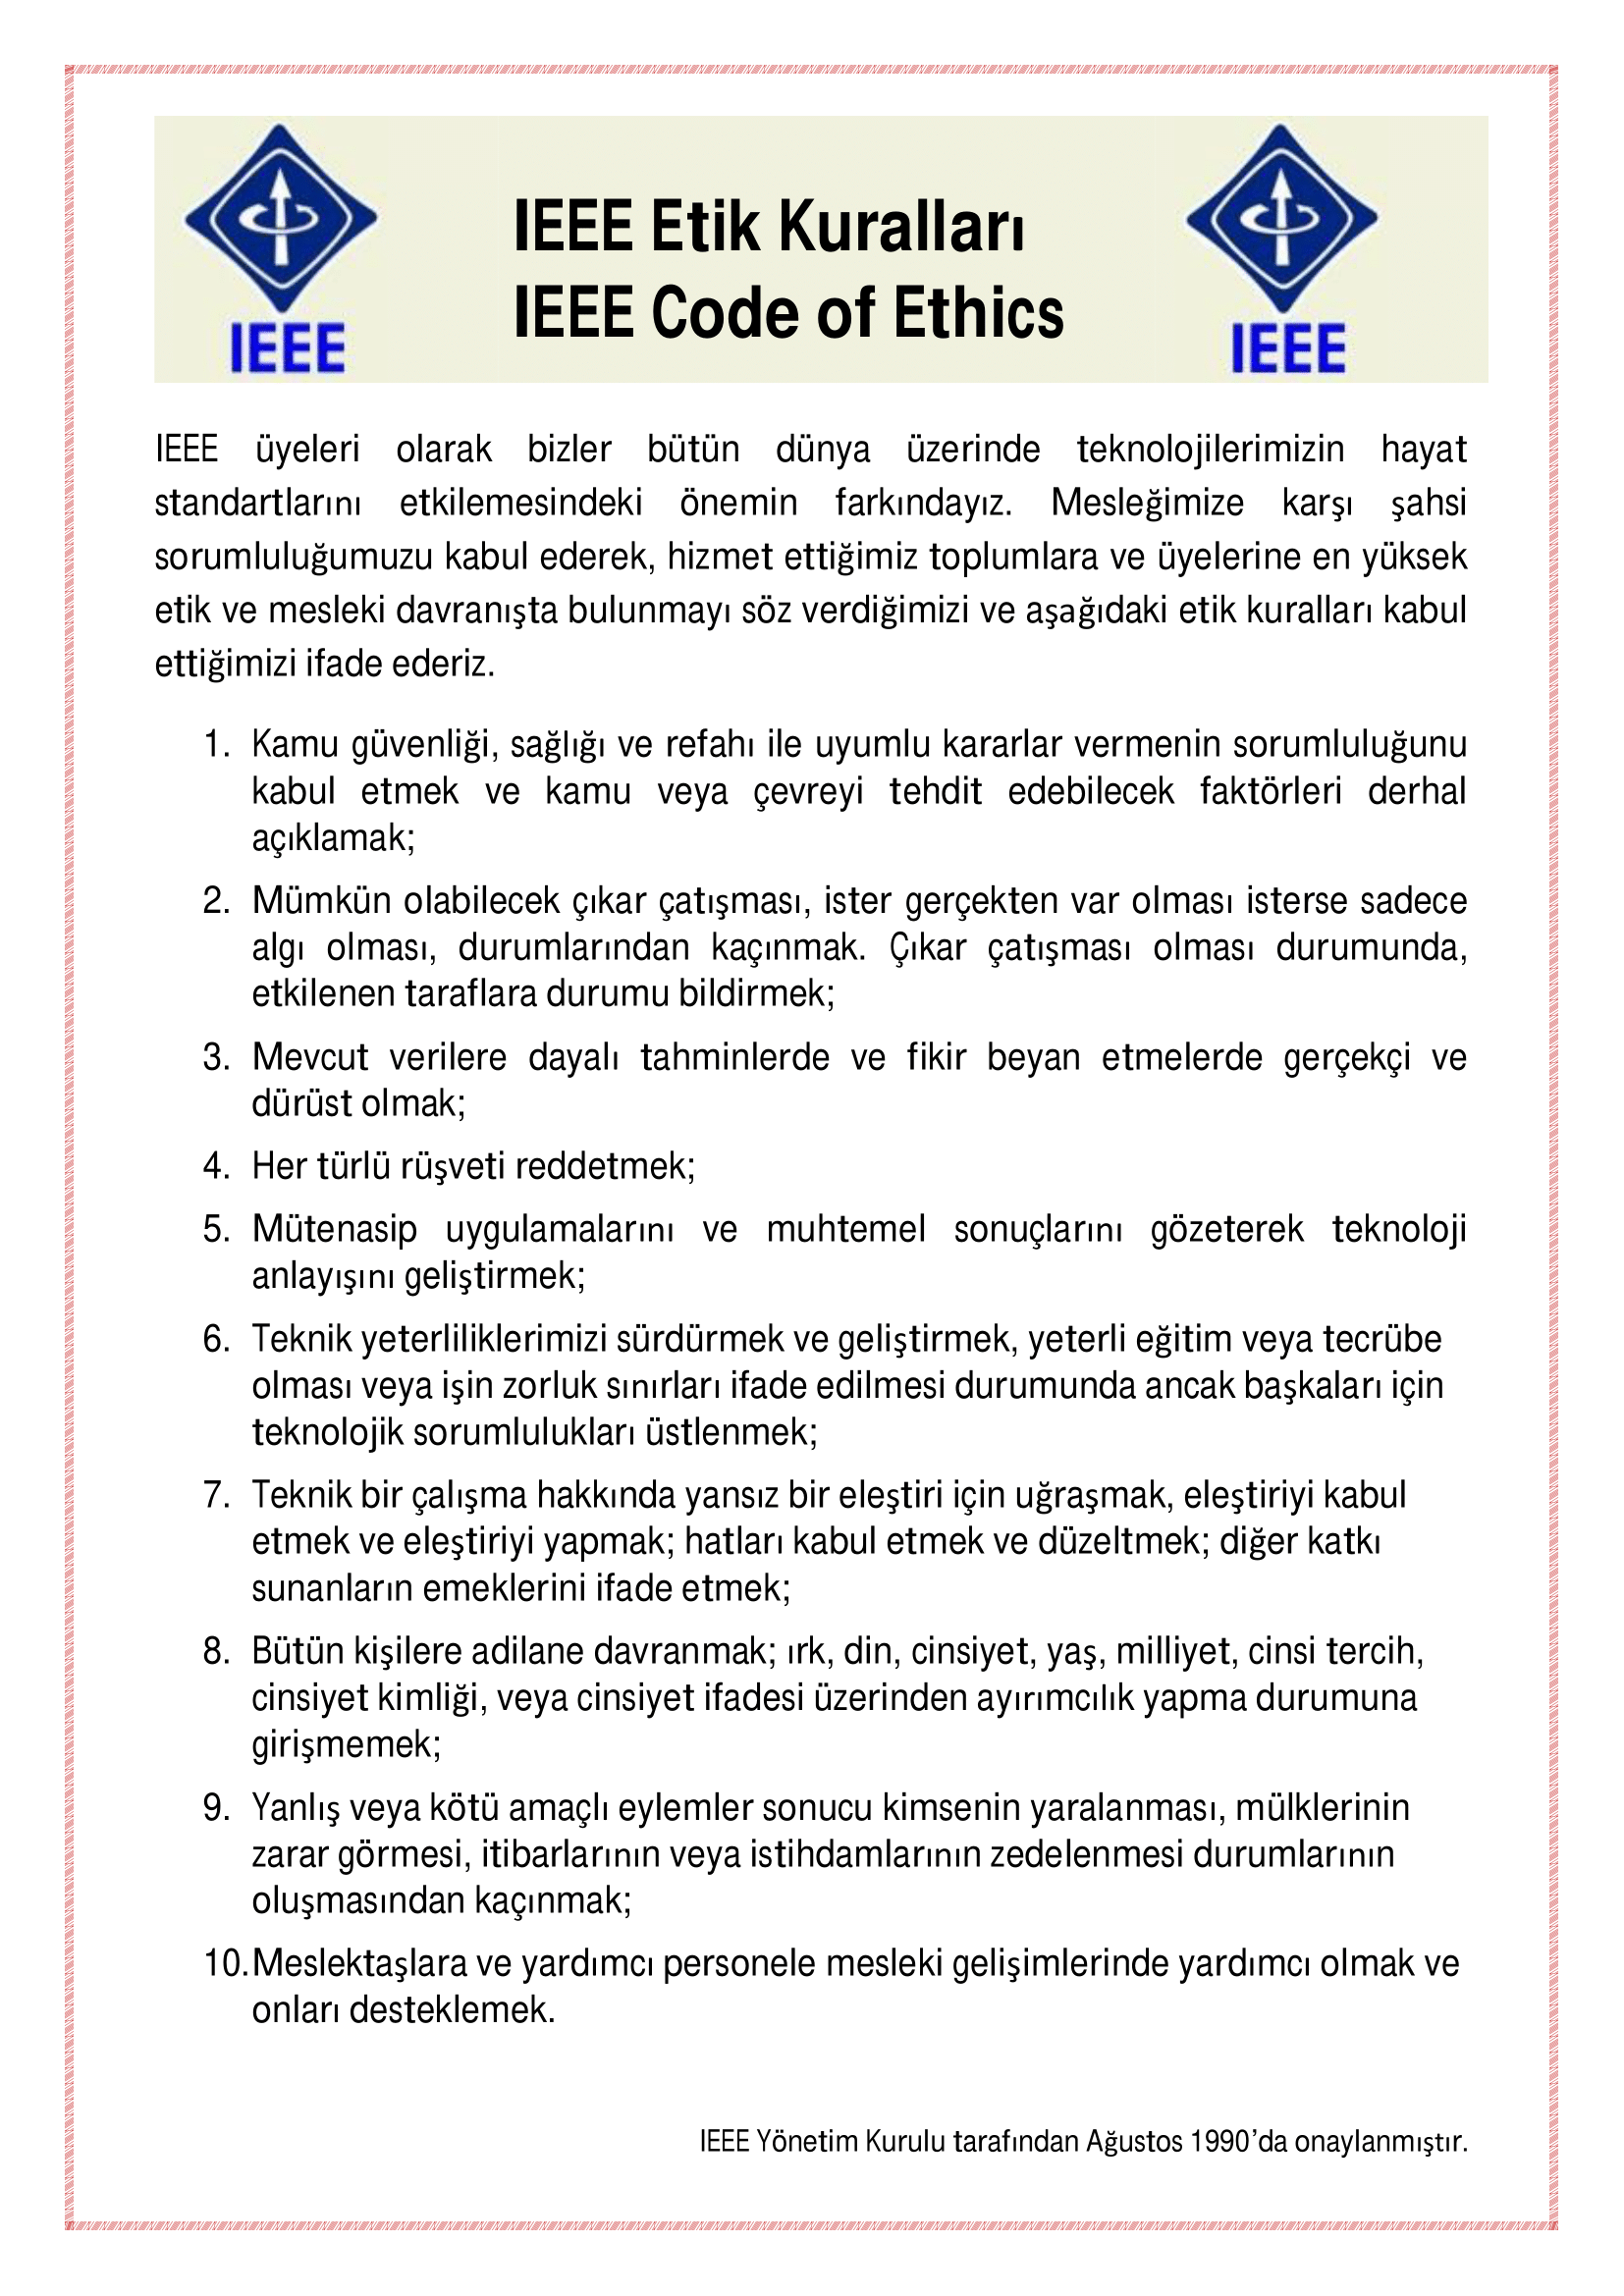 IEEE
IEEE Etik Kuralları
IEEE Code of Ethics
IEEE
IEEE üyeleri olarak bizler bütün dünya üzerinde teknolojilerimizin hayat
standartlarını etkilemesindeki önemin farkındayız. Mesleğimize karşı şahsi
sorumluluğumuzu kabul ederek, hizmet ettiğimiz toplumlara ve üyelerine en yüksek
etik ve mesleki davranışta bulunmayı söz verdiğimizi ve aşağıdaki etik kuralları kabul
ettiğimizi ifade ederiz.
1. Kamu güvenliği, sağlığı ve refahı ile uyumlu kararlar vermenin sorumluluğunu
kabul etmek ve kamu veya çevreyi tehdit edebilecek faktörleri derhal
açıklamak;
2. Mümkün olabilecek çıkar çatışması, ister gerçekten var olması isterse sadece
algı olması, durumlarından kaçınmak. Çıkar çatışması olması durumunda,
etkilenen taraflara durumu bildirmek;
3. Mevcut verilere dayalı tahminlerde ve fikir beyan etmelerde gerçekçi ve
dürüst olmak;
4. Her türlü rüşveti reddetmek;
5. Mütenasip uygulamalarını ve muhtemel sonuçlarını gözeterek teknoloji
anlayışını geliştirmek;
6. Teknik yeterliliklerimizi sürdürmek ve geliştirmek, yeterli eğitim veya tecrübe
olması veya işin zorluk sınırları ifade edilmesi durumunda ancak başkaları için
teknolojik sorumlulukları üstlenmek;
7. Teknik bir çalışma hakkında yansız bir eleştiri için uğraşmak, eleştiriyi kabul
etmek ve eleştiriyi yapmak; hatları kabul etmek ve düzeltmek; diğer katkı
sunanların emeklerini ifade etmek;
8. Bütün kişilere adilane davranmak; ırk, din, cinsiyet, yaş, milliyet, cinsi tercih,
cinsiyet kimliği, veya cinsiyet ifadesi üzerinden ayırımcılık yapma durumuna
girişmemek;
9. Yanlış veya kötü amaçlı eylemler sonucu kimsenin yaralanması, mülklerinin
zarar görmesi, itibarlarının veya istihdamlarının zedelenmesi durumlarının
oluşmasından kaçınmak;
10.Meslektaşlara ve yardımcı personele mesleki gelişimlerinde yardımcı olmak ve
onları desteklemek.
IEEE Yönetim Kurulu tarafından Ağustos 1990’da onaylanmıştır.